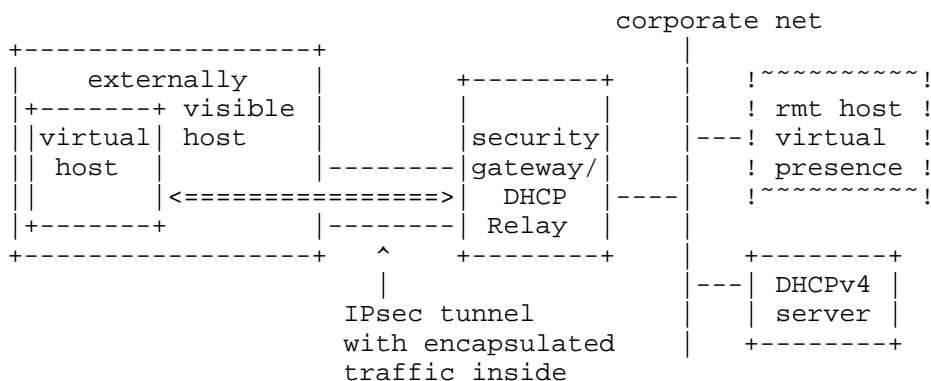 corporate net
externally
visible
rmt host
virtual host security virtual
host gateway/ presence
DHCP
Relay
DHCPv4
IPsec tunnel server
with encapsulated
traffic inside